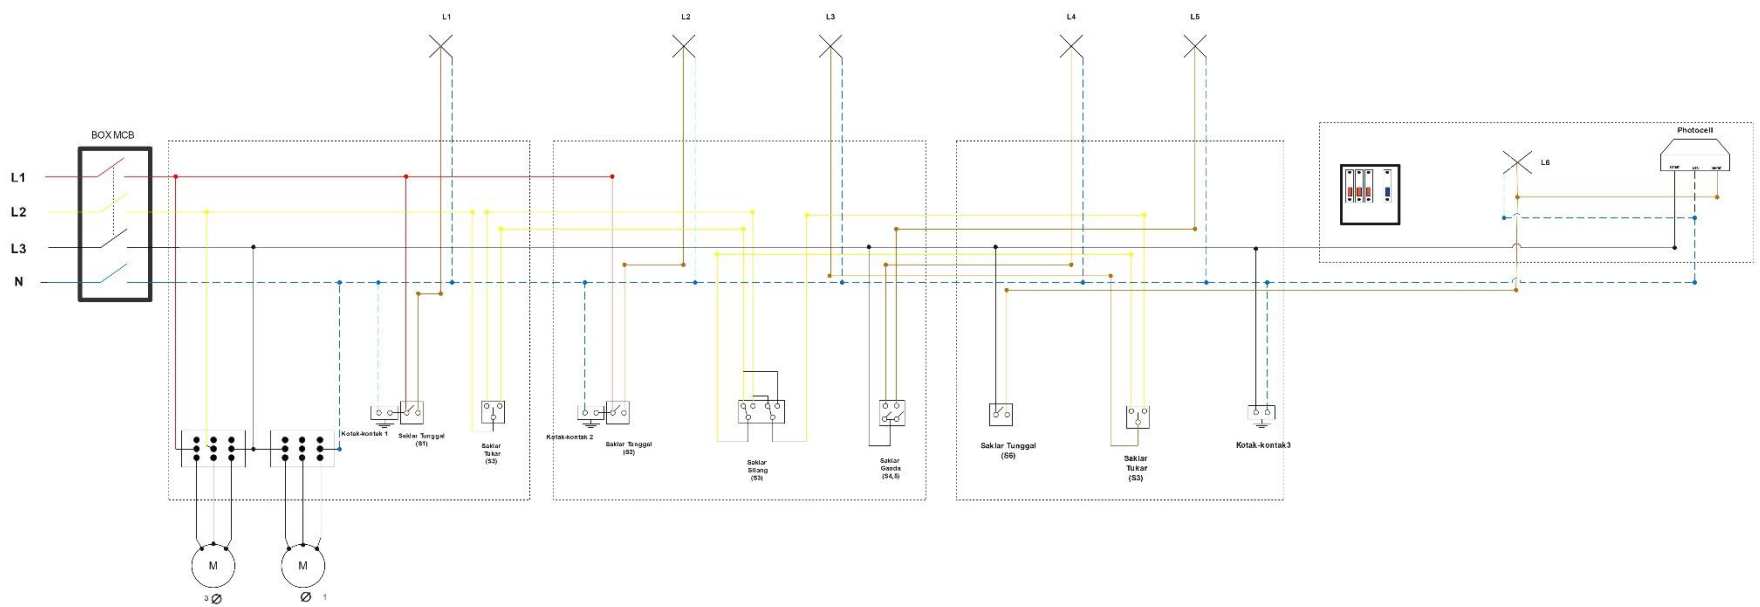 L1
L2
L3
L4
L5
BOX MCB
Photocell
L6
L1
L2
L3
N
Kotak-kontak 1
Saklar Tunggal
(S1)
Saklar
Tukar
(S3)
Kotak-kontak 2
Saklar Tunggal
(S2)
Saklar
Silang
(S3)
Saklar
Ganda
(S4,5)
Saklar Tunggal
(S6)
Saklar
Tukar
(S3)
Kotak-kontak3
M
M
3 Ø
Ø 1